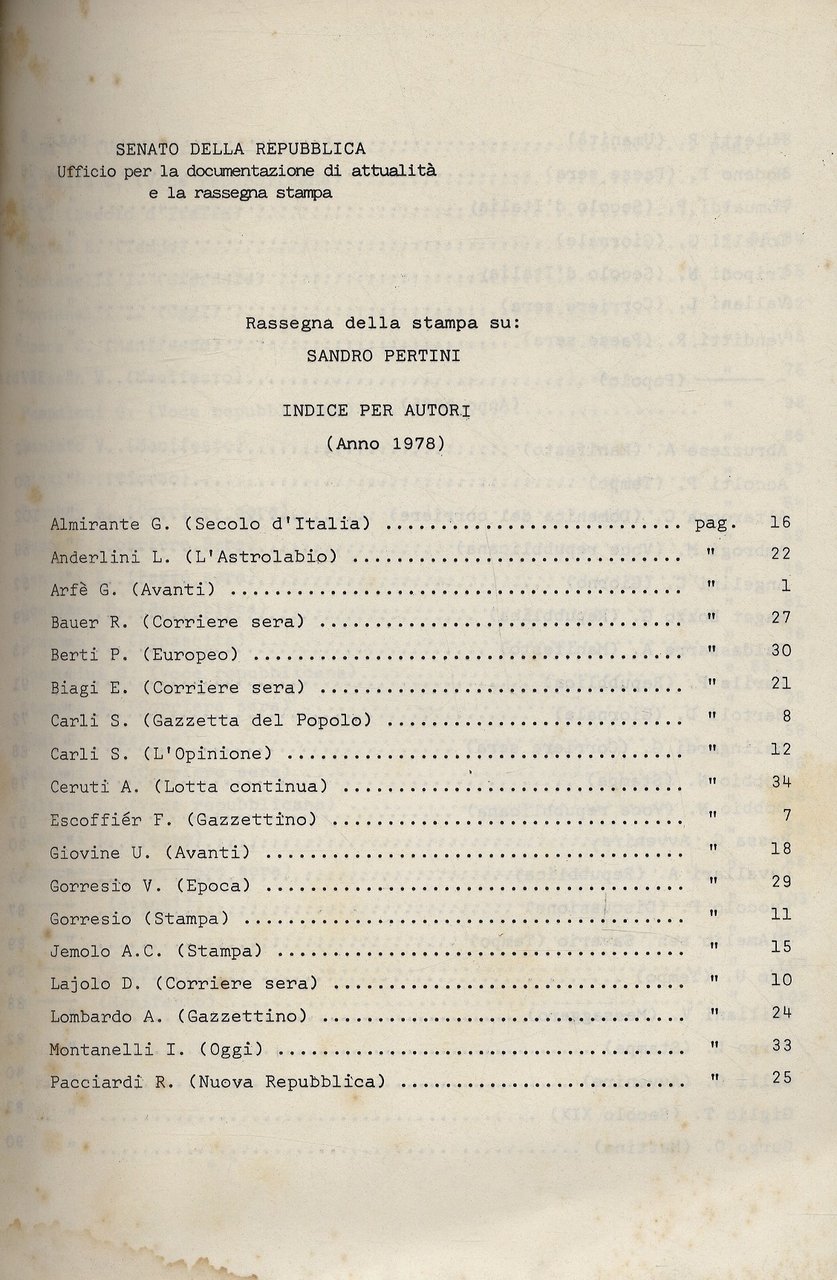 SENATO DELLA REPUBBLICA
Ufficio per la documentazione di attualità
e la rassegna stampa
Rassegna della stampa su:
SANDRO PERTINI
INDICE PER AUTORI
(Anno 1978)
Almirante G. (Secolo d'Italia) ........................... pag. 16
Anderlini L. (L'Astrolabio) .............................. " 22
Arfè G. (Avanti) ......................................... " 1
Bauer R. (Corriere sera) ................................. " 27
Berti P. (Europeo) ....................................... " 30
Biagi E. (Corriere sera) ................................. " 21
Carli S. (Gazzetta del Popolo) ........................... " 8
Carli S. (L'Opinione) .................................... " 12
Ceruti A. (Lotta continua) ............................... " 34
Escoffiér F. (Gazzettino) ................................ " 7
Giovine U. (Avanti) ...................................... " 18
Gorresio V. (Epoca) ...................................... " 29
Gorresio (Stampa) ........................................ " 11
Jemolo A.C. (Stampa) ..................................... " 15
Lajolo D. (Corriere sera) ................................ " 10
Lombardo A. (Gazzettino) ................................. " 24
Montanelli I. (Oggi) ..................................... " 33
Pacciardi R. (Nuova Repubblica) .......................... " 25